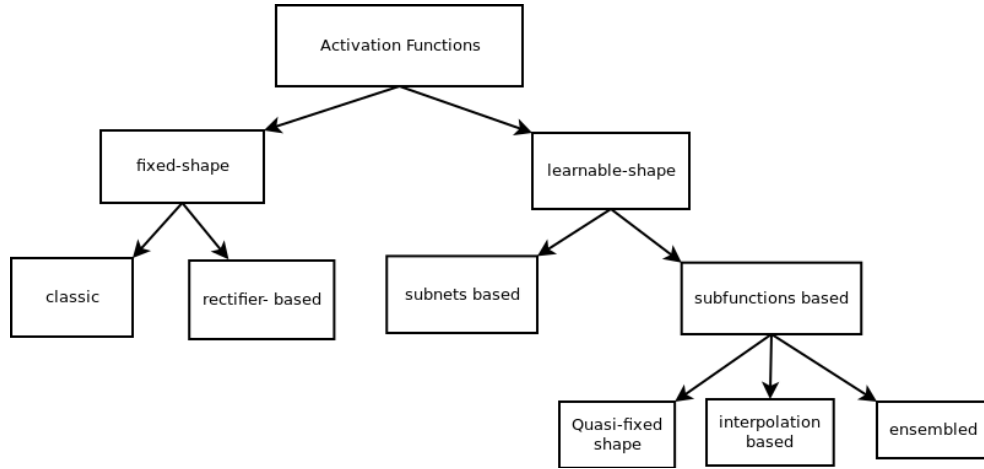 Activation Functions
fixed-shape
learnable-shape
classic
rectifier- based
subnets based
subfunctions based
Quasi-fixed
shape
interpolation
based
ensembled